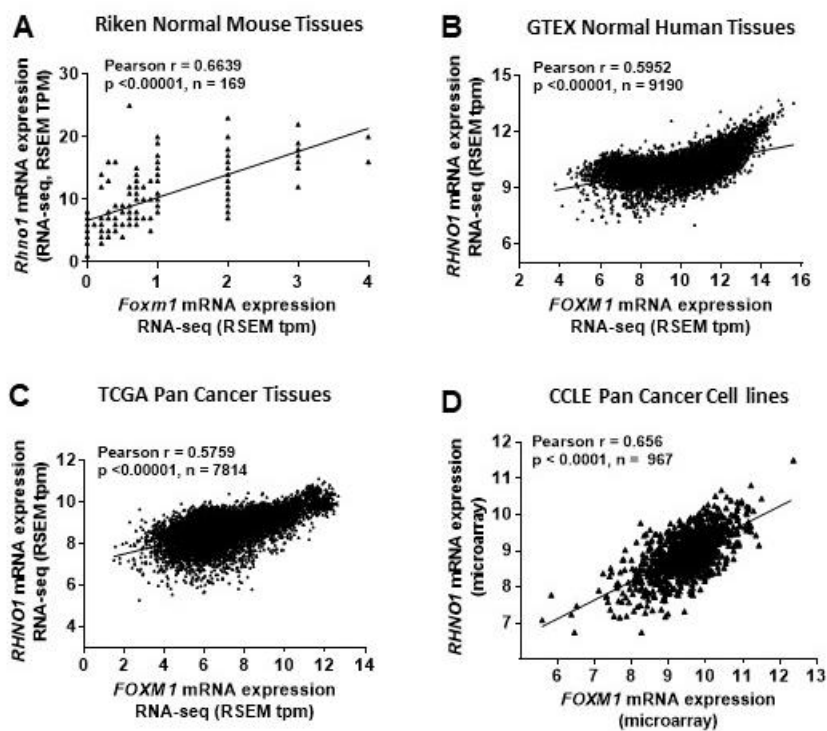 A
Riken Normal Mouse Tissues
Pearson r = 0.6639
p <0.00001, n = 169
Rhno1 mRNA expression
(RNA-seq, RSEM TPM)
30
20
10
0
0 1 2 3 4
Foxm1 mRNA expression
RNA-seq (RSEM tpm)
B
GTEX Normal Human Tissues
Pearson r = 0.5952
p <0.00001, n = 9190
RHNO1 mRNA expression
RNA-seq (RSEM tpm)
15
12
9
6
2 4 6 8 10 12 14 16
FOXM1 mRNA expression
RNA-seq (RSEM tpm)
C
TCGA Pan Cancer Tissues
Pearson r = 0.5759
p <0.00001, n = 7814
RHNO1 mRNA expression
RNA-seq (RSEM tpm)
12
10
8
6
4
0 2 4 6 8 10 12 14
FOXM1 mRNA expression
RNA-seq (RSEM tpm)
D
CCLE Pan Cancer Cell lines
Pearson r = 0.656
p < 0.0001, n = 967
RHNO1 mRNA expression
(microarray)
12
11
10
9
8
7
6 7 8 9 10 11 12 13
FOXM1 mRNA expression
(microarray)